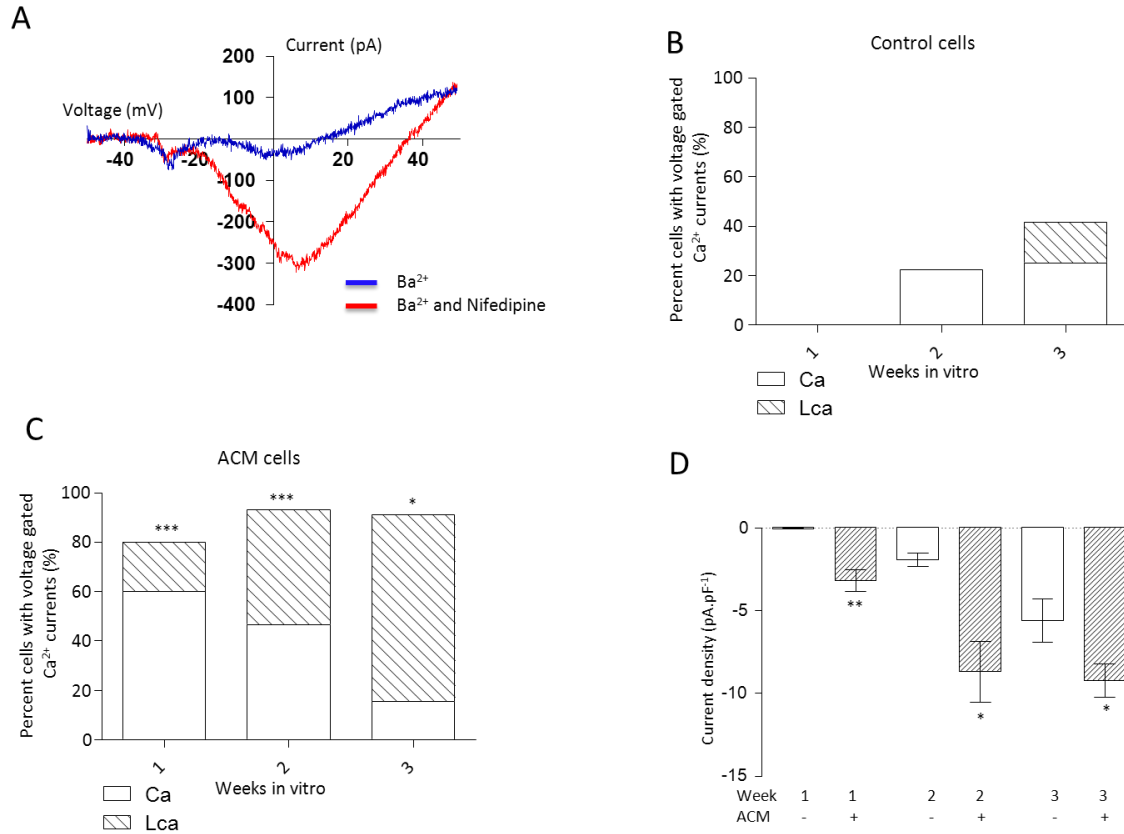 A
Current (pA)
200
100
Voltage (mV)
-40
-20
20
40
-100
-200
-300
-400
Ba²⁺
Ba²⁺ and Nifedipine
B
Control cells
Percent cells with voltage gated
Ca²⁺ currents (%)
100
80
60
40
20
0
1
2
3
Weeks in vitro
Ca
Lca
C
ACM cells
Percent cells with voltage gated
Ca²⁺ currents (%)
100
80
60
40
20
0
***
***
*
1
2
3
Weeks in vitro
Ca
Lca
D
Current density (pA.pF⁻¹)
0
-5
-10
-15
**
*
*
Week 1 1 2 2 3 3
ACM - + - + - +